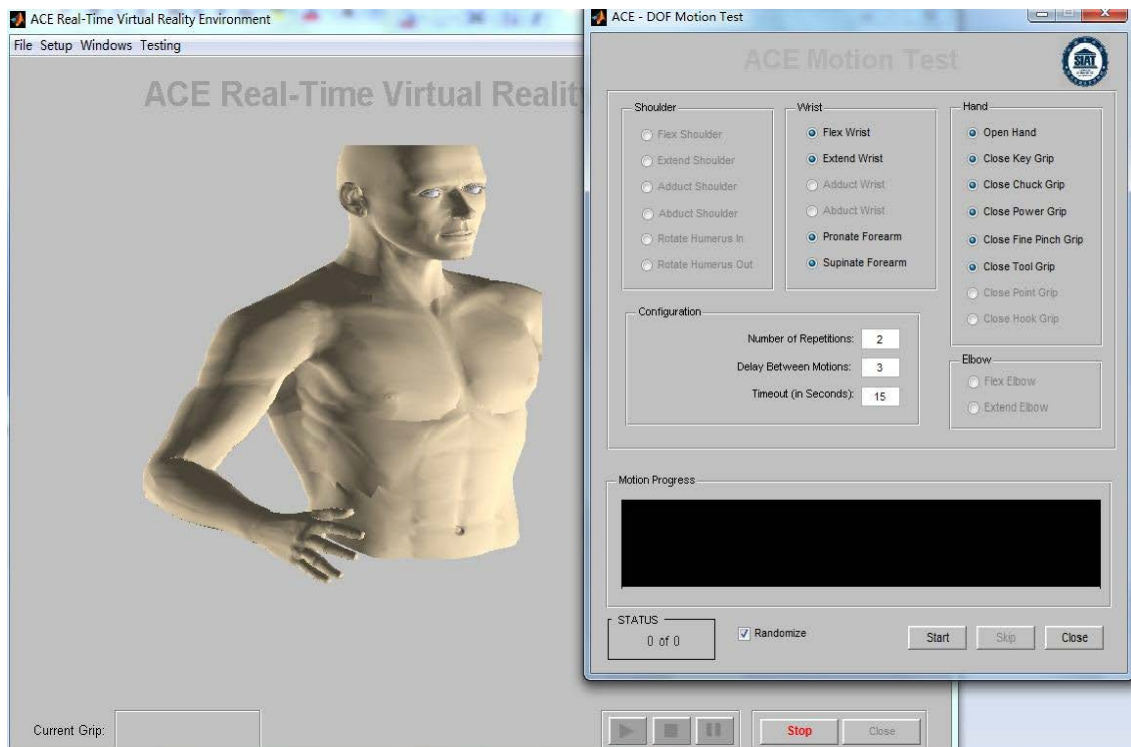 ACE Real-Time Virtual Reality Environment
File Setup Windows Testing
ACE Real-Time Virtual Reality
Current Grip:
Stop
Close
ACE - DOF Motion Test
ACE Motion Test
SIAT
Shoulder
Flex Shoulder
Extend Shoulder
Adduct Shoulder
Abduct Shoulder
Rotate Humerus In
Rotate Humerus Out
Wrist
Flex Wrist
Extend Wrist
Adduct Wrist
Abduct Wrist
Pronate Forearm
Supinate Forearm
Hand
Open Hand
Close Key Grip
Close Chuck Grip
Close Power Grip
Close Fine Pinch Grip
Close Tool Grip
Close Point Grip
Close Hook Grip
Configuration
Number of Repetitions: 2
Delay Between Motions: 3
Timeout (in Seconds): 15
Elbow
Flex Elbow
Extend Elbow
Motion Progress
STATUS
0 of 0
Randomize
Start
Skip
Close